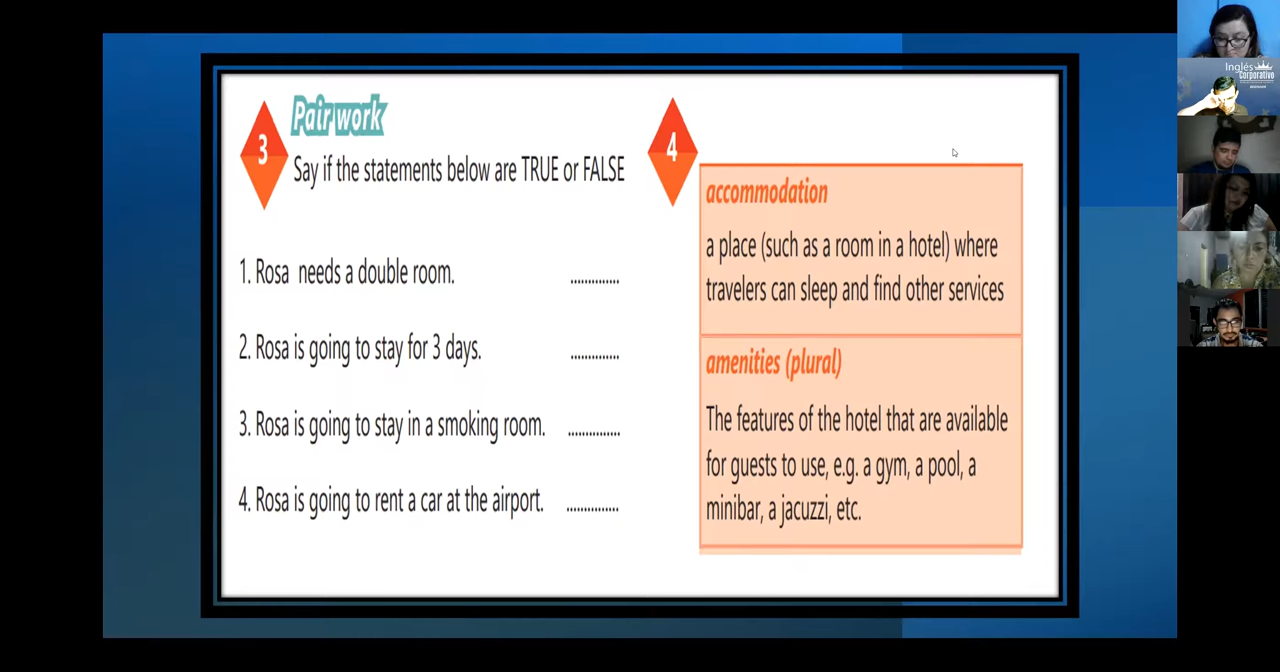 3
Pair work
Say if the statements below are TRUE or FALSE
1. Rosa needs a double room. ..............
2. Rosa is going to stay for 3 days. ..............
3. Rosa is going to stay in a smoking room. ...............
4. Rosa is going to rent a car at the airport. ...............
4
accommodation
a place (such as a room in a hotel) where
travelers can sleep and find other services
amenities (plural)
The features of the hotel that are available
for guests to use, e.g. a gym, a pool, a
minibar, a jacuzzi, etc.
Inglés
Corporativo